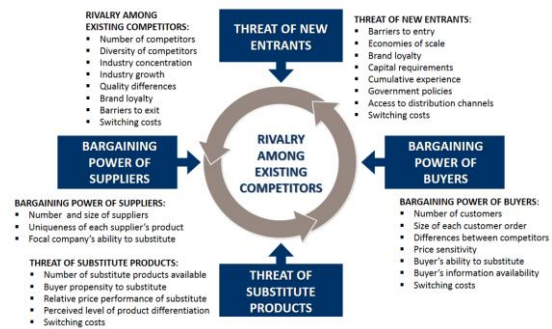 RIVALRY AMONG
EXISTING COMPETITORS:
▪ Number of competitors
▪ Diversity of competitors
▪ Industry concentration
▪ Industry growth
▪ Quality differences
▪ Brand loyalty
▪ Barriers to exit
▪ Switching costs
THREAT OF NEW
ENTRANTS
THREAT OF NEW ENTRANTS:
▪ Barriers to entry
▪ Economies of scale
▪ Brand loyalty
▪ Capital requirements
▪ Cumulative experience
▪ Government policies
▪ Access to distribution channels
▪ Switching costs
BARGAINING
POWER OF
SUPPLIERS
RIVALRY
AMONG
EXISTING
COMPETITORS
BARGAINING
POWER OF
BUYERS
BARGAINING POWER OF SUPPLIERS:
▪ Number and size of suppliers
▪ Uniqueness of each supplier's product
▪ Focal company's ability to substitute
BARGAINING POWER OF BUYERS:
▪ Number of customers
▪ Size of each customer order
▪ Differences between competitors
▪ Price sensitivity
▪ Buyer's ability to substitute
▪ Buyer's information availability
▪ Switching costs
THREAT OF SUBSTITUTE PRODUCTS:
▪ Number of substitute products available
▪ Buyer propensity to substitute
▪ Relative price performance of substitute
▪ Perceived level of product differentiation
▪ Switching costs
THREAT OF
SUBSTITUTE
PRODUCTS